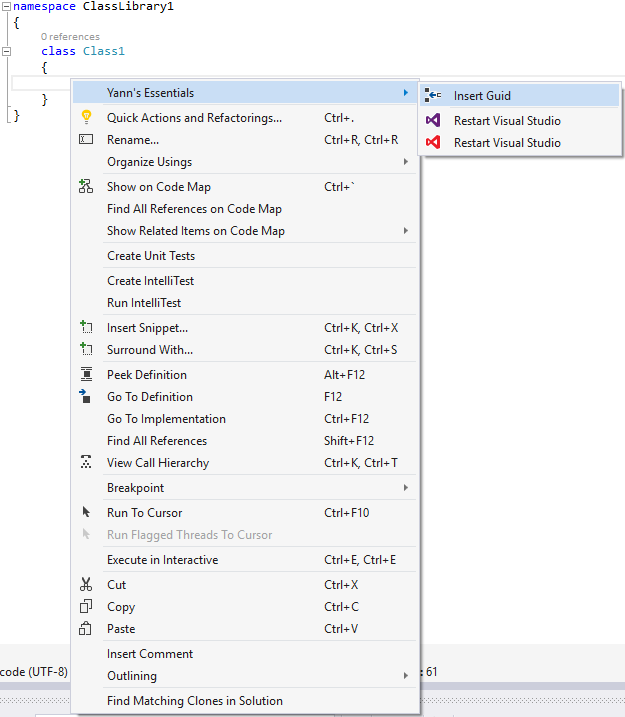 namespace ClassLibrary1
{
0 references
class Class1
{
}
}
Yann's Essentials
Insert Guid
Restart Visual Studio
Restart Visual Studio
Quick Actions and Refactorings... Ctrl+.
Rename... Ctrl+R, Ctrl+R
Organize Usings
Show on Code Map Ctrl+`
Find All References on Code Map
Show Related Items on Code Map
Create Unit Tests
Create IntelliTest
Run IntelliTest
Insert Snippet... Ctrl+K, Ctrl+X
Surround With... Ctrl+K, Ctrl+S
Peek Definition Alt+F12
Go To Definition F12
Go To Implementation Ctrl+F12
Find All References Shift+F12
View Call Hierarchy Ctrl+K, Ctrl+T
Breakpoint
Run To Cursor Ctrl+F10
Run Flagged Threads To Cursor
Execute in Interactive Ctrl+E, Ctrl+E
Cut Ctrl+X
Copy Ctrl+C
Paste Ctrl+V
Insert Comment
Outlining
Find Matching Clones in Solution
code (UTF-8) : 61